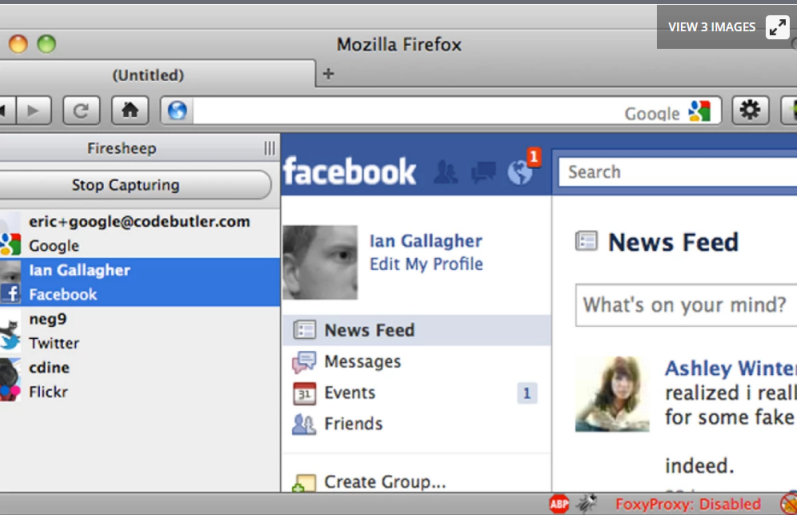 VIEW 3 IMAGES
Mozilla Firefox
(Untitled)
+
Google
Firesheep
Stop Capturing
eric+google@codebutler.com
Google
Ian Gallagher
Facebook
neg9
Twitter
cdine
Flickr
facebook
1
Search
Ian Gallagher
Edit My Profile
News Feed
Messages
31 Events 1
Friends
Create Group...
News Feed
What's on your mind?
Ashley Winter
realized i reall
for some fake
indeed.
ABP
FoxyProxy: Disabled